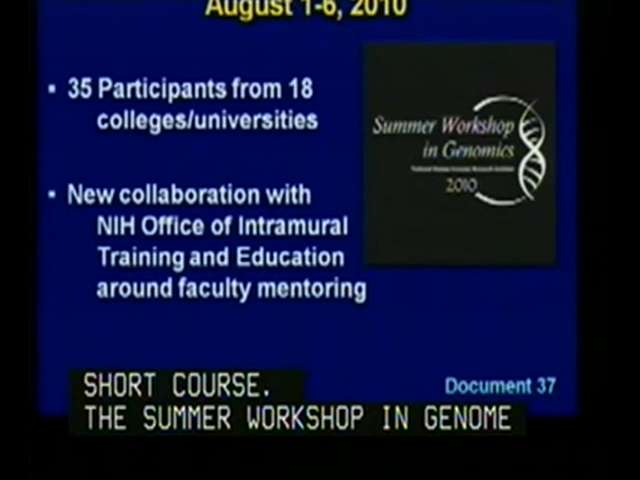 August 1-6, 2010
▪ 35 Participants from 18
colleges/universities
Summer Workshop
in Genomics
2010
▪ New collaboration with
NIH Office of Intramural
Training and Education
around faculty mentoring
Document 37
SHORT COURSE.
THE SUMMER WORKSHOP IN GENOME